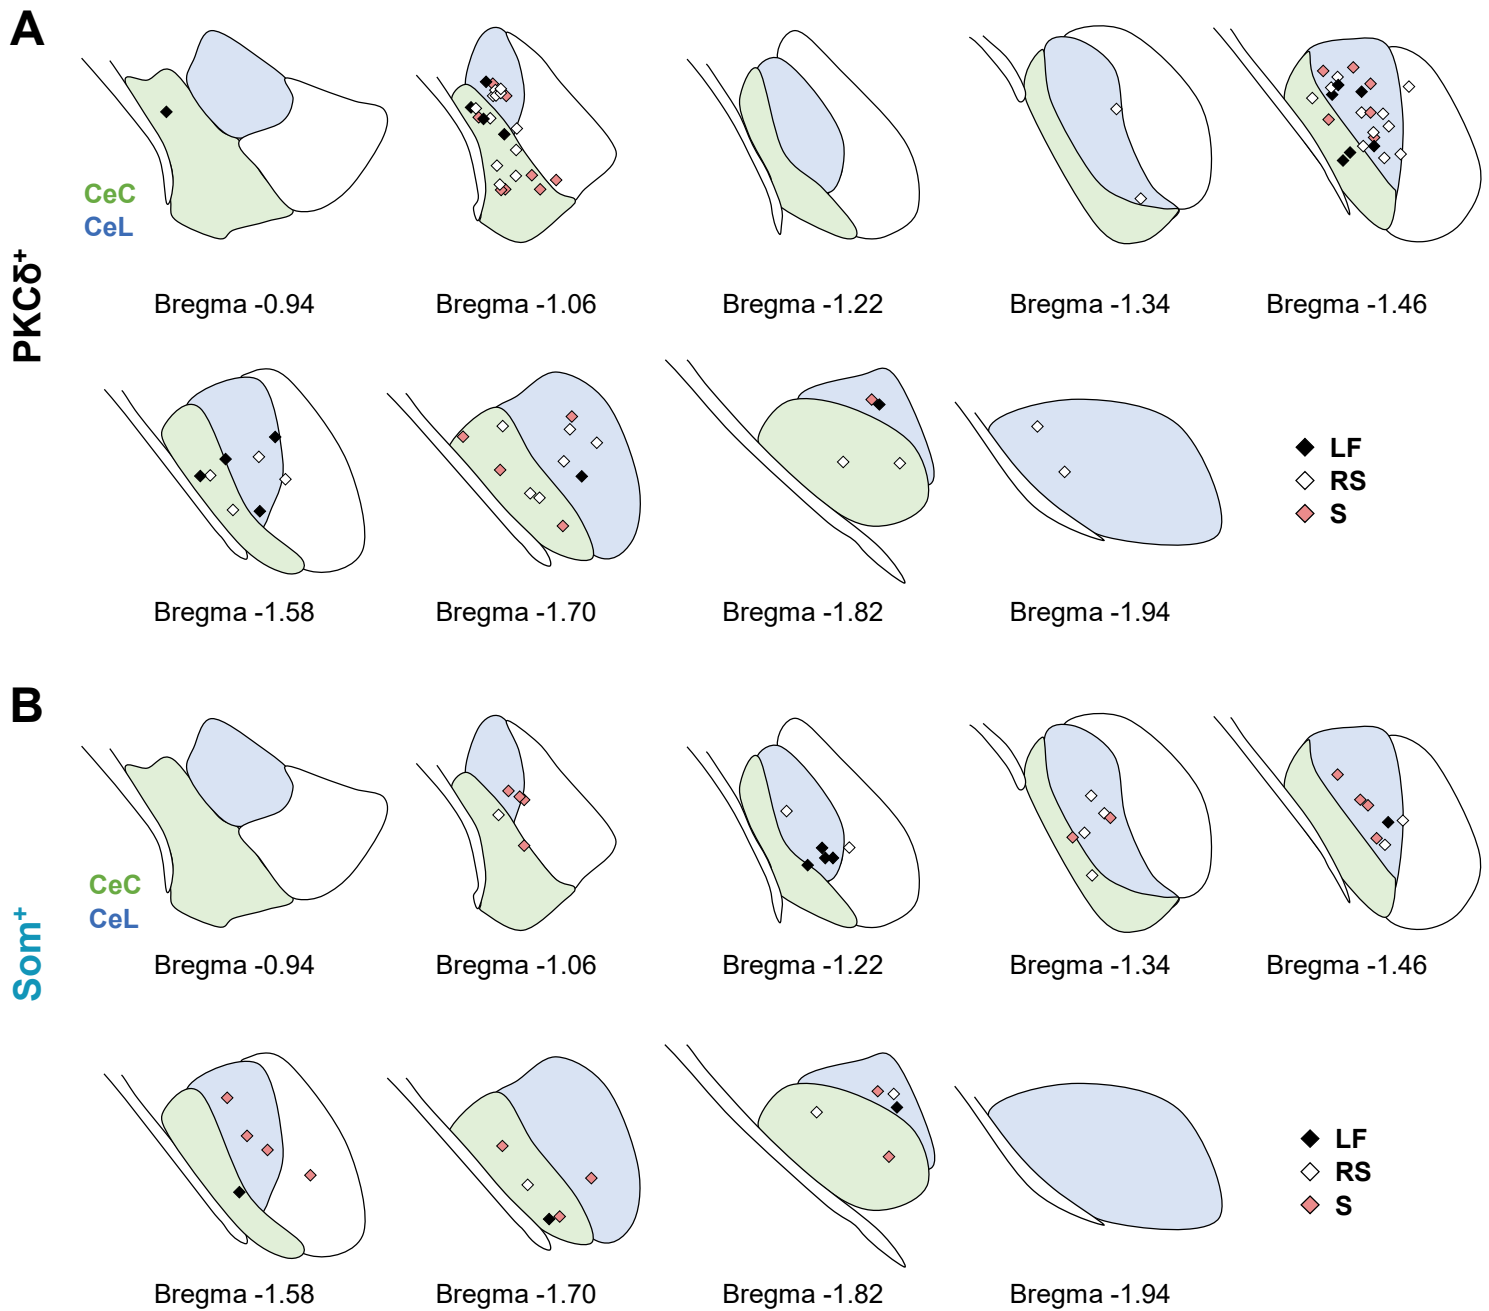 A
CeC
CeL
PKCδ+
Bregma -0.94
Bregma -1.06
Bregma -1.22
Bregma -1.34
Bregma -1.46
LF
RS
S
Bregma -1.58
Bregma -1.70
Bregma -1.82
Bregma -1.94
B
CeC
CeL
Som+
Bregma -0.94
Bregma -1.06
Bregma -1.22
Bregma -1.34
Bregma -1.46
LF
RS
S
Bregma -1.58
Bregma -1.70
Bregma -1.82
Bregma -1.94